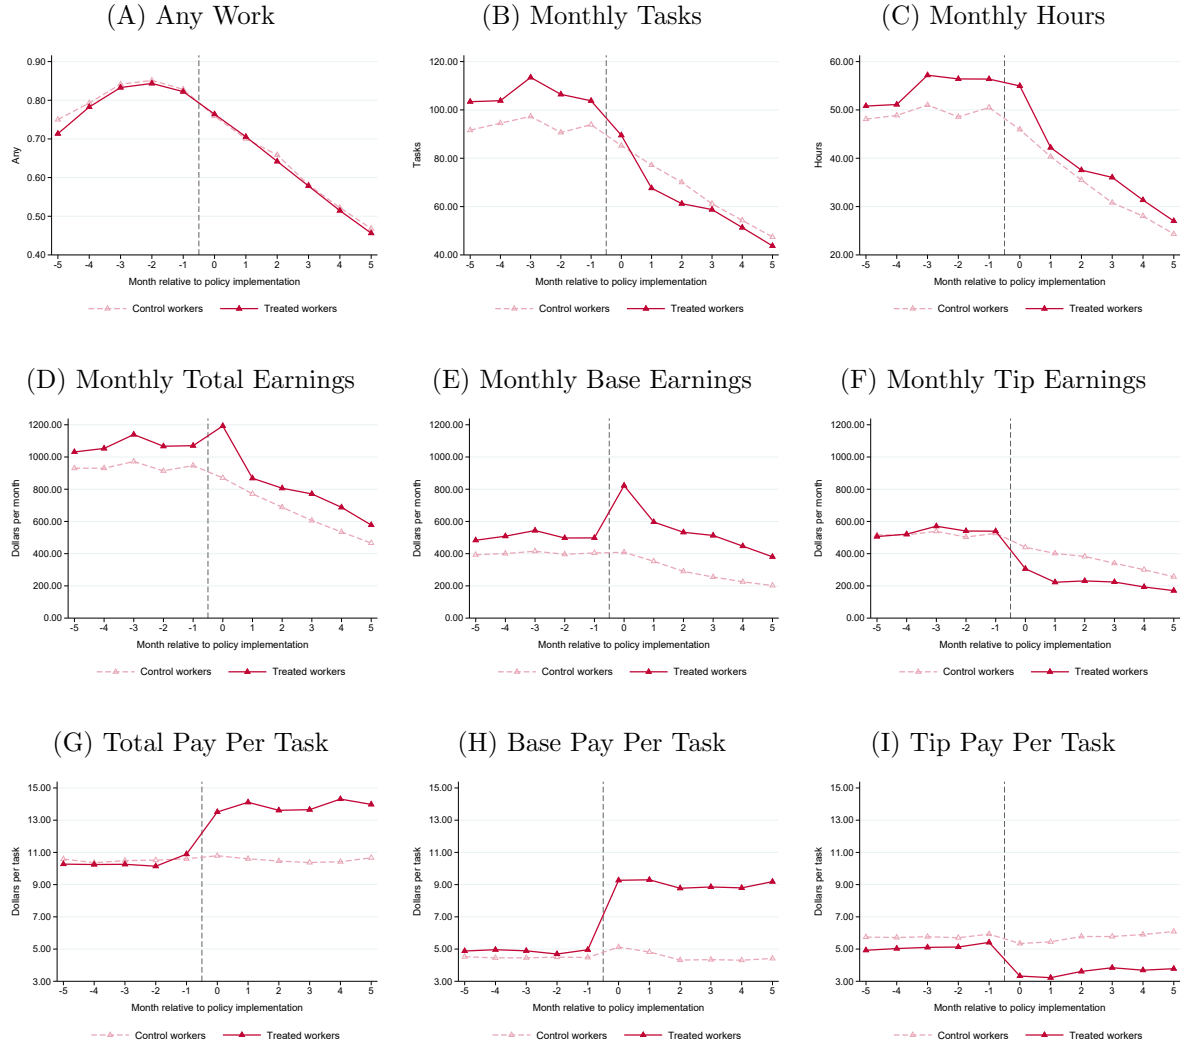 (A) Any Work
0.90
0.80
0.70
0.60
0.50
0.40
Any
-5 -4 -3 -2 -1 0 1 2 3 4 5
Month relative to policy implementation
Control workers Treated workers
(B) Monthly Tasks
120.00
100.00
80.00
60.00
40.00
Tasks
-5 -4 -3 -2 -1 0 1 2 3 4 5
Month relative to policy implementation
Control workers Treated workers
(C) Monthly Hours
60.00
50.00
40.00
30.00
20.00
Hours
-5 -4 -3 -2 -1 0 1 2 3 4 5
Month relative to policy implementation
Control workers Treated workers
(D) Monthly Total Earnings
1200.00
1000.00
800.00
600.00
400.00
200.00
0.00
Dollars per month
-5 -4 -3 -2 -1 0 1 2 3 4 5
Month relative to policy implementation
Control workers Treated workers
(E) Monthly Base Earnings
1200.00
1000.00
800.00
600.00
400.00
200.00
0.00
Dollars per month
-5 -4 -3 -2 -1 0 1 2 3 4 5
Month relative to policy implementation
Control workers Treated workers
(F) Monthly Tip Earnings
1200.00
1000.00
800.00
600.00
400.00
200.00
0.00
Dollars per month
-5 -4 -3 -2 -1 0 1 2 3 4 5
Month relative to policy implementation
Control workers Treated workers
(G) Total Pay Per Task
15.00
13.00
11.00
9.00
7.00
5.00
3.00
Dollars per task
-5 -4 -3 -2 -1 0 1 2 3 4 5
Month relative to policy implementation
Control workers Treated workers
(H) Base Pay Per Task
15.00
13.00
11.00
9.00
7.00
5.00
3.00
Dollars per task
-5 -4 -3 -2 -1 0 1 2 3 4 5
Month relative to policy implementation
Control workers Treated workers
(I) Tip Pay Per Task
15.00
13.00
11.00
9.00
7.00
5.00
3.00
Dollars per task
-5 -4 -3 -2 -1 0 1 2 3 4 5
Month relative to policy implementation
Control workers Treated workers